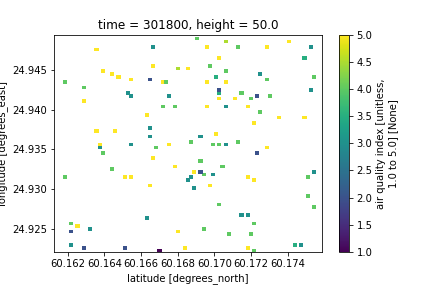 time = 301800, height = 50.0
24.945
24.940
24.935
24.930
24.925
longitude [degrees_east]
60.162 60.164 60.166 60.168 60.170 60.172 60.174
latitude [degrees_north]
5.0
4.5
4.0
3.5
3.0
2.5
2.0
1.5
1.0
air quality index [unitless,
1.0 to 5.0] [None]